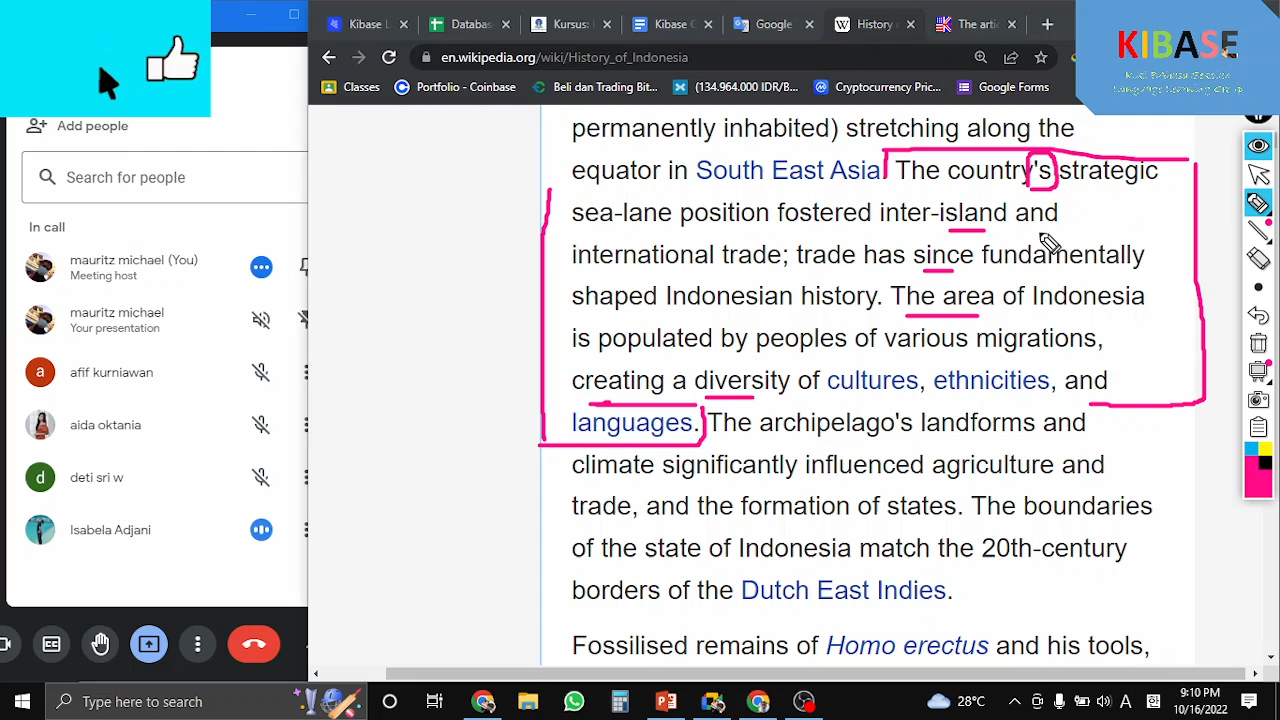 Kibase L
Databas
Kursus:
Kibase C
Google
W
History
The artic
en.wikipedia.org/wiki/History_of_Indonesia
KIBASE
Language Learning Group
Classes
Portfolio - Coinbase
Beli dan Trading Bit...
(134.964.000 IDR/B...
Cryptocurrency Pric...
Google Forms
Add people
Search for people
In call
mauritz michael (You)
Meeting host
mauritz michael
Your presentation
a
afif kurniawan
aida oktania
d
deti sri w
Isabela Adjani
permanently inhabited) stretching along the
equator in South East Asia. The country's strategic
sea-lane position fostered inter-island and
international trade; trade has since fundamentally
shaped Indonesian history. The area of Indonesia
is populated by peoples of various migrations,
creating a diversity of cultures, ethnicities, and
languages. The archipelago's landforms and
climate significantly influenced agriculture and
trade, and the formation of states. The boundaries
of the state of Indonesia match the 20th-century
borders of the Dutch East Indies.
Fossilised remains of Homo erectus and his tools,
CC
Type here to search
28°C
A
9:10 PM
10/16/2022